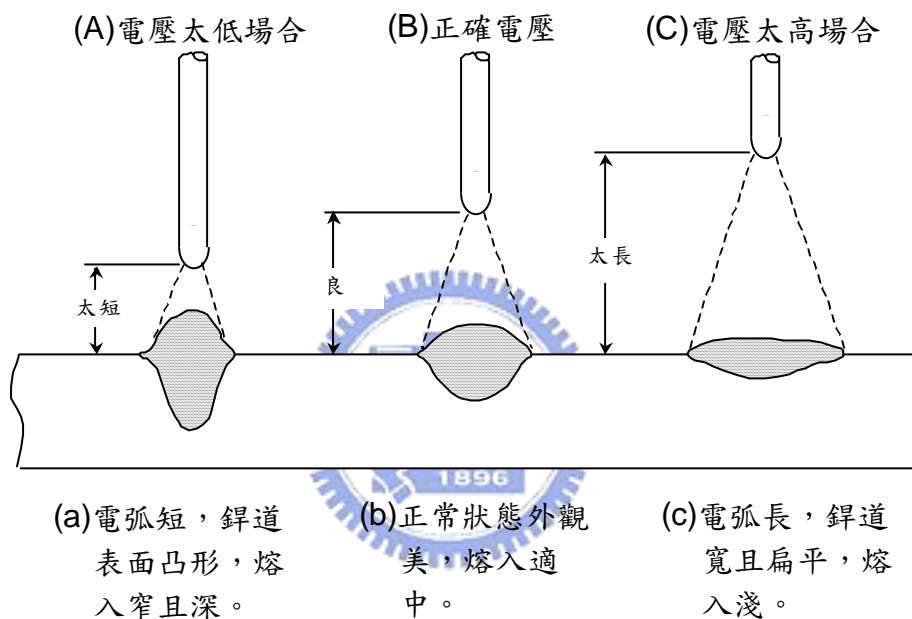 (A)電壓太低場合
(B)正確電壓
(C)電壓太高場合
太短
良
太長
1896
(a)電弧短，銲道
表面凸形，熔
入窄且深。
(b)正常狀態外觀
美，熔入適
中。
(c)電弧長，銲道
寬且扁平，熔
入淺。